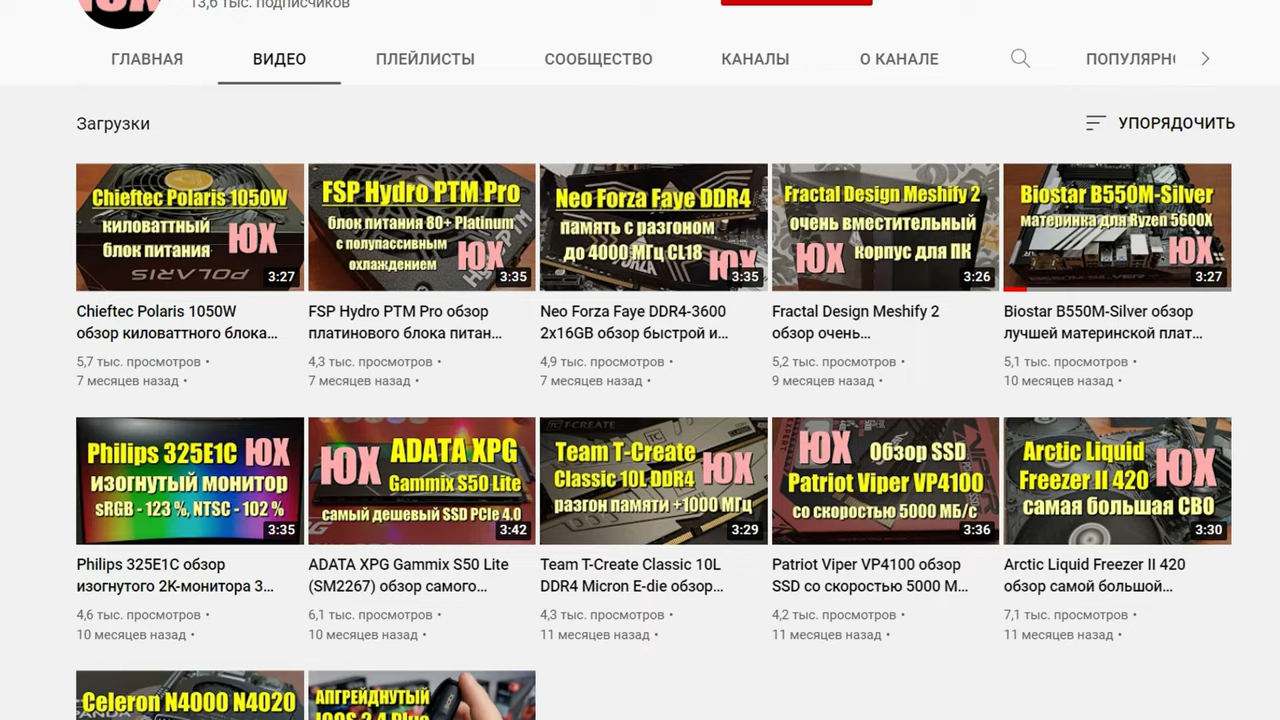 13,6 тыс. подписчиков
ГЛАВНАЯ ВИДЕО ПЛЕЙЛИСТЫ СООБЩЕСТВО КАНАЛЫ О КАНАЛЕ
Загрузки УПОРЯДОЧИТЬ
Chieftec Polaris 1050W
киловаттный
блок питания
ЮХ
POLARIS
3:27
FSP Hydro PTM Pro
блок питания 80+ Platinum
с полупассивным
охлаждением
ЮХ
3:35
Neo Forza Faye DDR4
память с разгоном
до 4000 МГц CL18
ЮХ
3:35
Fractal Design Meshify 2
очень вместительный
ЮХ
корпус для ПК
3:26
Biostar B550M-Silver
материнка для Ryzen 5600X
ЮХ
3:27
Chieftec Polaris 1050W
обзор киловаттного блока...
5,7 тыс. просмотров •
7 месяцев назад •
FSP Hydro PTM Pro обзор
платинового блока питан...
4,3 тыс. просмотров •
7 месяцев назад •
Neo Forza Faye DDR4-3600
2x16GB обзор быстрой и...
4,9 тыс. просмотров •
7 месяцев назад •
Fractal Design Meshify 2
обзор очень...
5,2 тыс. просмотров •
9 месяцев назад •
Biostar B550M-Silver обзор
лучшей материнской плат...
5,1 тыс. просмотров •
10 месяцев назад •
Philips 325E1C
ЮХ
изогнутый монитор
sRGB - 123 %, NTSC - 102 %
3:35
ЮХ
ADATA XPG
Gammix S50 Lite
самый дешевый SSD PCIe 4.0
3:42
T-CREATE
Team T-Create
Classic 10L DDR4
ЮХ
разгон памяти +1000 МГц
3:29
ЮХ
Обзор SSD
Patriot Viper VP4100
со скоростью 5000 МБ/с
3:36
Arctic Liquid
Freezer II 420
ЮХ
самая большая СВО
3:30
Philips 325E1C обзор
изогнутого 2K-монитора 3...
4,6 тыс. просмотров •
10 месяцев назад •
ADATA XPG Gammix S50 Lite
(SM2267) обзор самого...
6,1 тыс. просмотров •
10 месяцев назад •
Team T-Create Classic 10L
DDR4 Micron E-die обзор...
4,3 тыс. просмотров •
11 месяцев назад •
Patriot Viper VP4100 обзор
SSD со скоростью 5000 М...
4,2 тыс. просмотров •
11 месяцев назад •
Arctic Liquid Freezer II 420
обзор самой большой...
7,1 тыс. просмотров •
11 месяцев назад •
Celeron N4000 N4020
АПГРЕЙДНУТЫЙ
IQOS 2.4 Plus